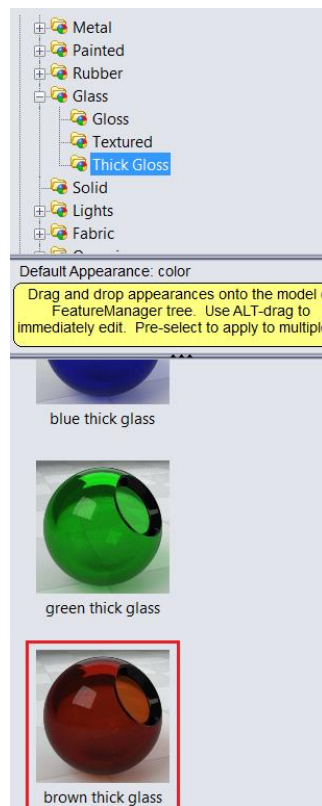 Metal
Painted
Rubber
Glass
Gloss
Textured
Thick Gloss
Solid
Lights
Fabric
Default Appearance: color
Drag and drop appearances onto the model
FeatureManager tree. Use ALT-drag to
immediately edit. Pre-select to apply to multipl
blue thick glass
green thick glass
brown thick glass